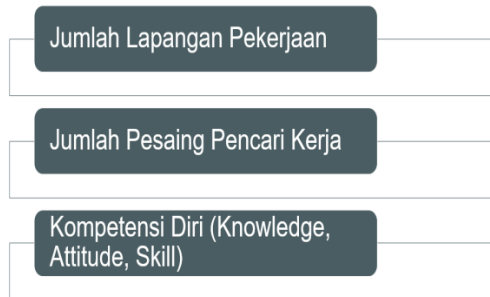 Jumlah Lapangan Pekerjaan
Jumlah Pesaing Pencari Kerja
Kompetensi Diri (Knowledge,
Attitude, Skill)